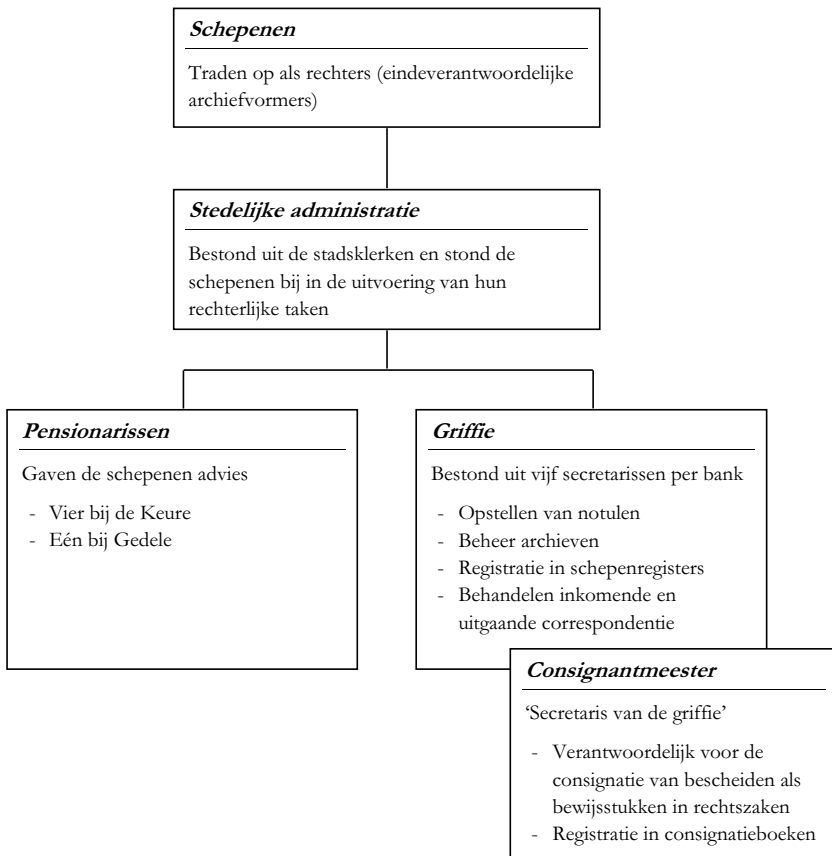 Schepenen
Traden op als rechters (eindeverantwoordelijke
archiefvormers)
Stedelijke administratie
Bestond uit de stadsklerken en stond de
schepenen bij in de uitvoering van hun
rechterlijke taken
Pensionarissen
Gaven de schepenen advies
- Vier bij de Keure
- Eén bij Gedele
Griffie
Bestond uit vijf secretarissen per bank
- Opstellen van notulen
- Beheer archieven
- Registratie in schepenregisters
- Behandelen inkomende en
uitgaande correspondentie
Consignantmeester
‘Secretaris van de griffie’
- Verantwoordelijk voor de
consignatie van bescheiden als
bewijsstukken in rechtszaken
- Registratie in consignatieboeken